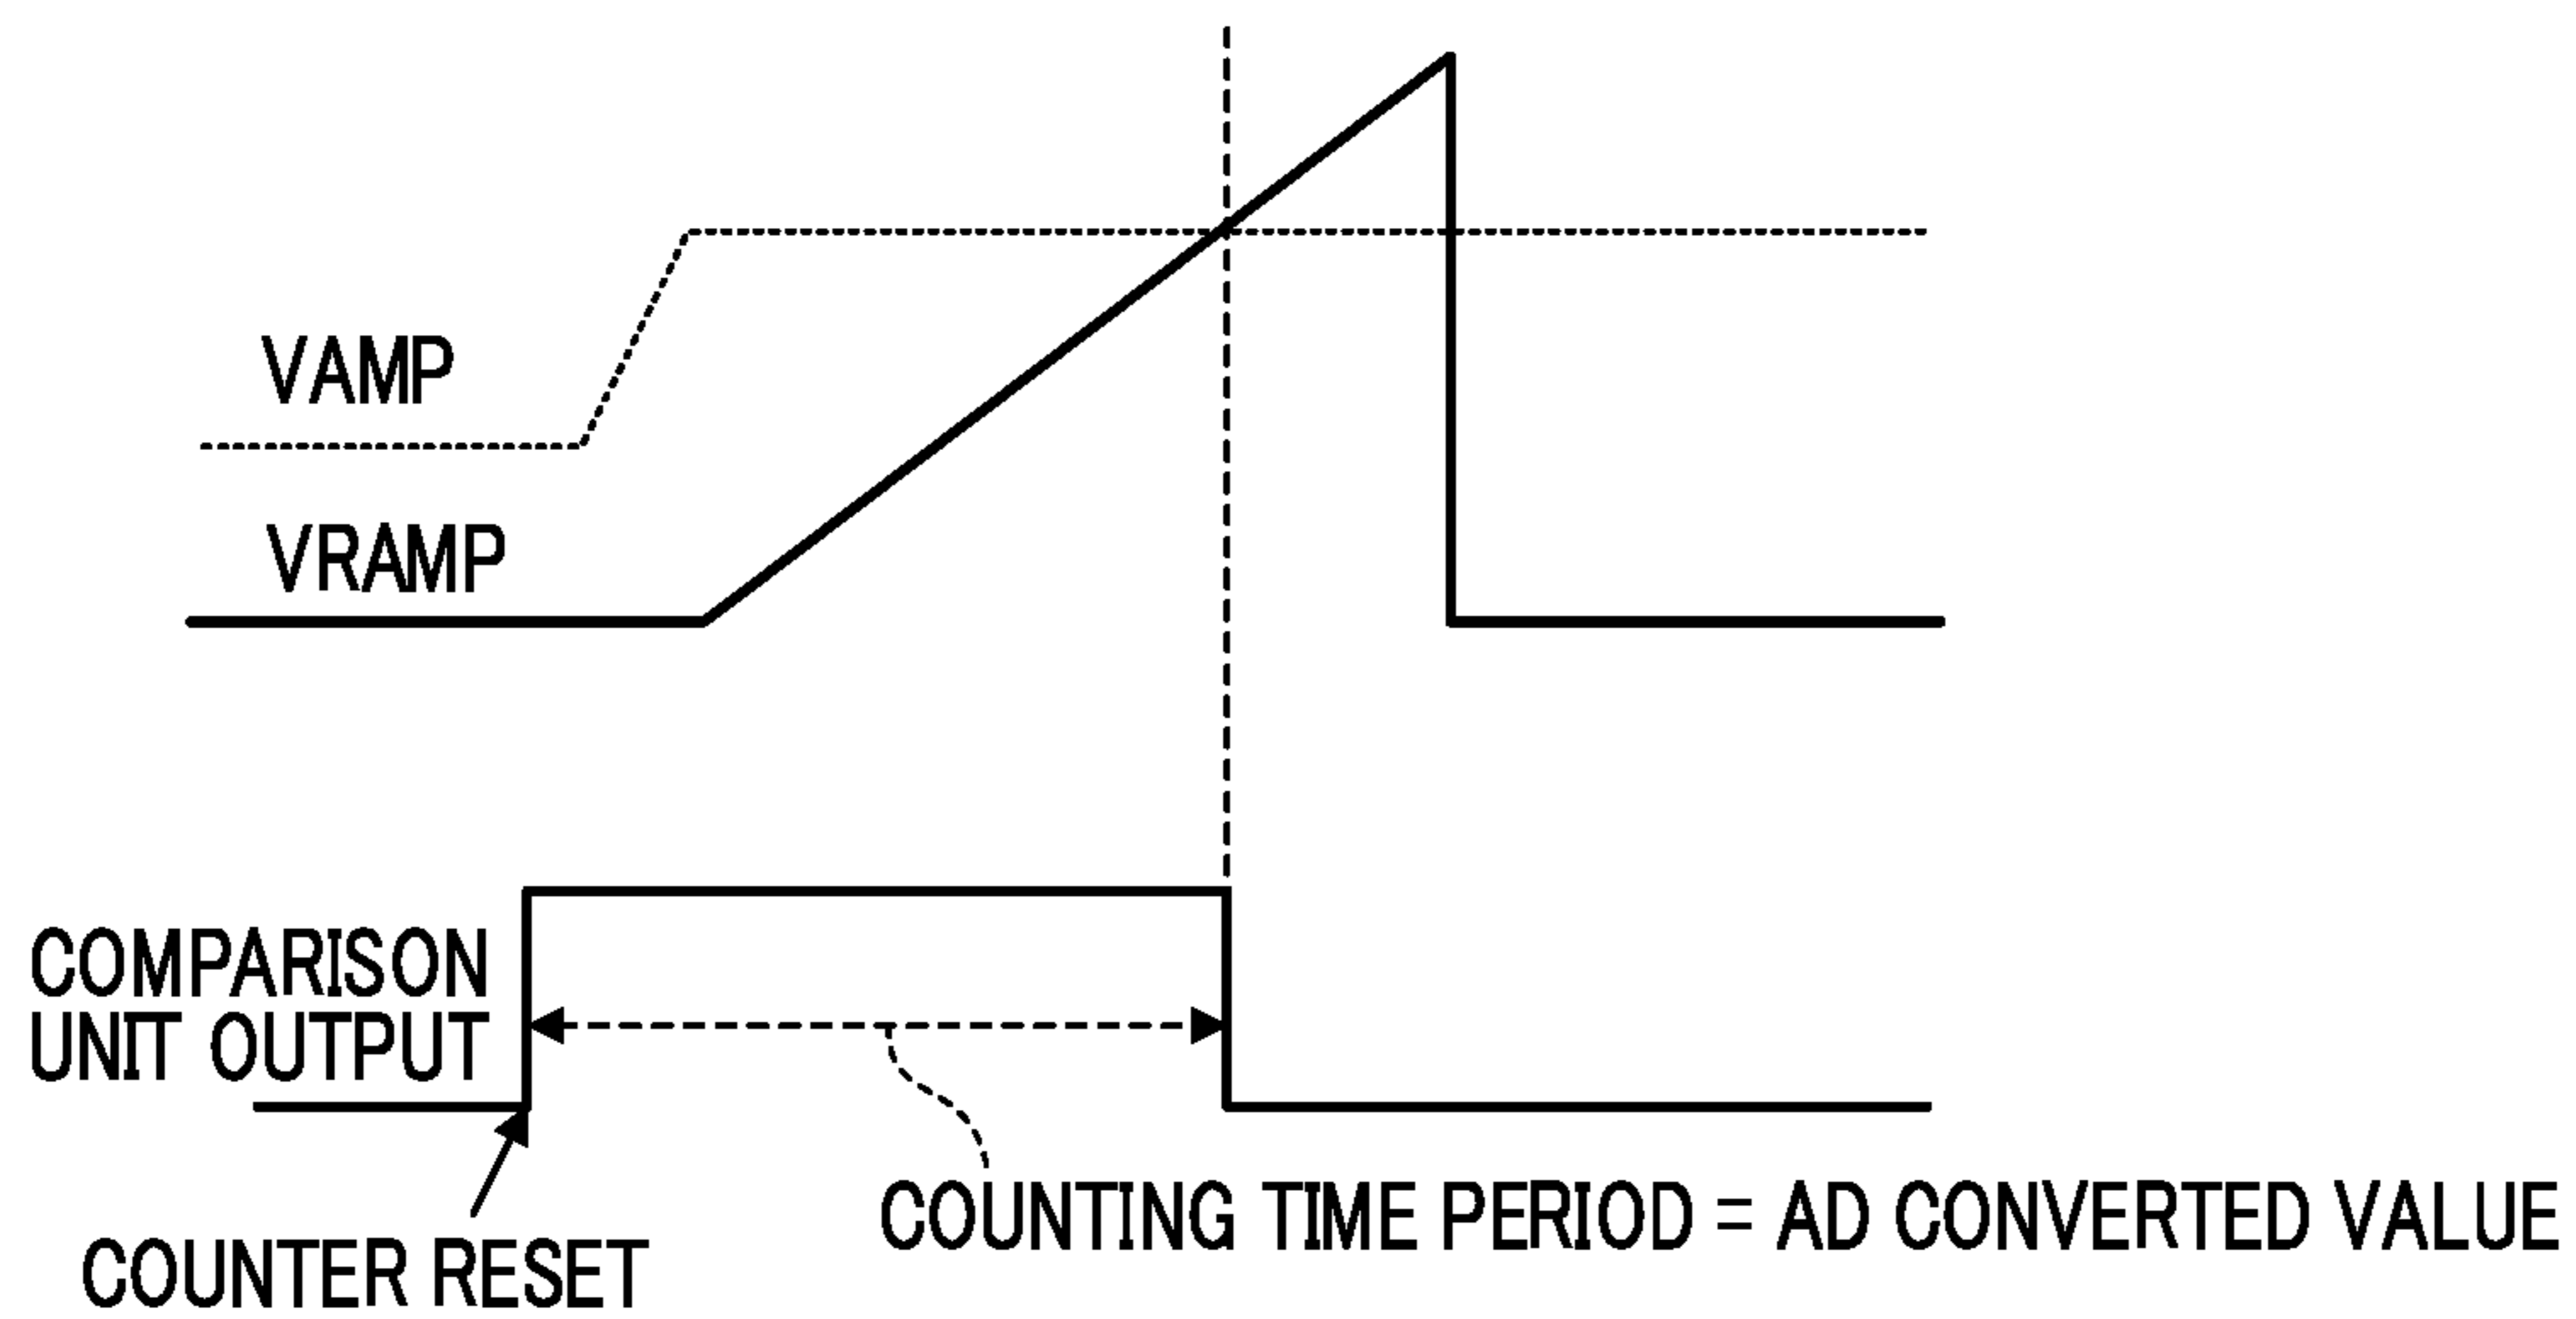 VAMP
VRAMP
COMPARISON
UNIT OUTPUT
COUNTING TIME PERIOD = AD CONVERTED VALUE
COUNTER RESET